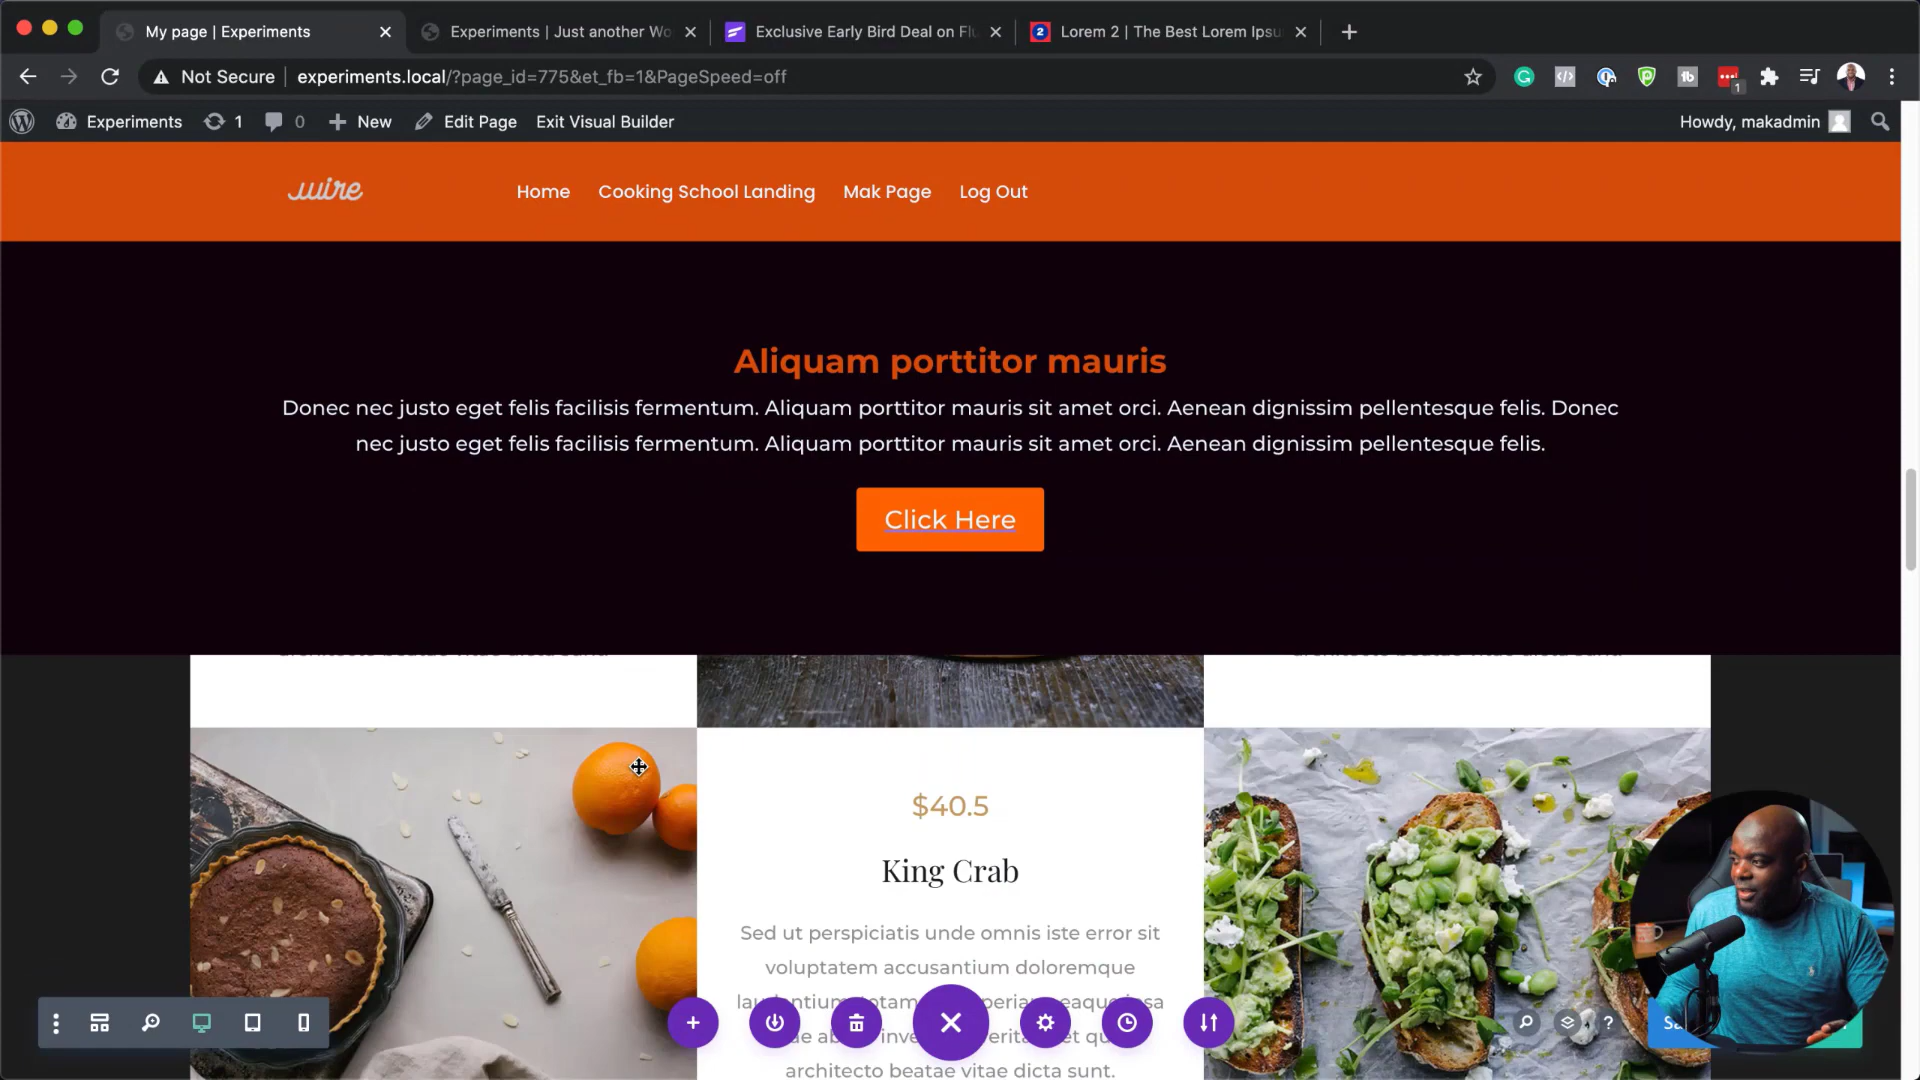 My page | Experiments
Experiments | Just another Wo
Exclusive Early Bird Deal on Flu
Lorem 2 | The Best Lorem Ipsu
Not Secure
experiments.local/?page_id=775&et_fb=1&PageSpeed=off
1
Experiments
1
0
New
Edit Page
Exit Visual Builder
Howdy, makadmin
wire
Home
Cooking School Landing
Mak Page
Log Out
Aliquam porttitor mauris
Donec nec justo eget felis facilisis fermentum. Aliquam porttitor mauris sit amet orci. Aenean dignissim pellentesque felis. Donec
nec justo eget felis facilisis fermentum. Aliquam porttitor mauris sit amet orci. Aenean dignissim pellentesque felis.
Click Here
$40.5
King Crab
Sed ut perspiciatis unde omnis iste error sit
voluptatem accusantium doloremque
architecto beatae vitae dicta sunt.